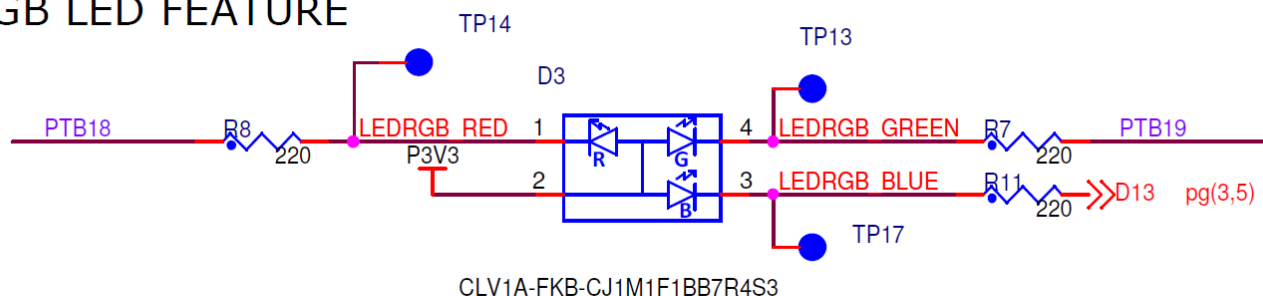 GB LED FEATURE
TP14
TP13
D3
PTB18
R8
220
LEDRGB_RED
1
4
LEDRGB_GREEN
R7
220
PTB19
P3V3
R
G
2
3
LEDRGB_BLUE
R11
220
D13
pg(3,5)
B
TP17
CLV1A-FKB-CJ1M1F1BB7R4S3